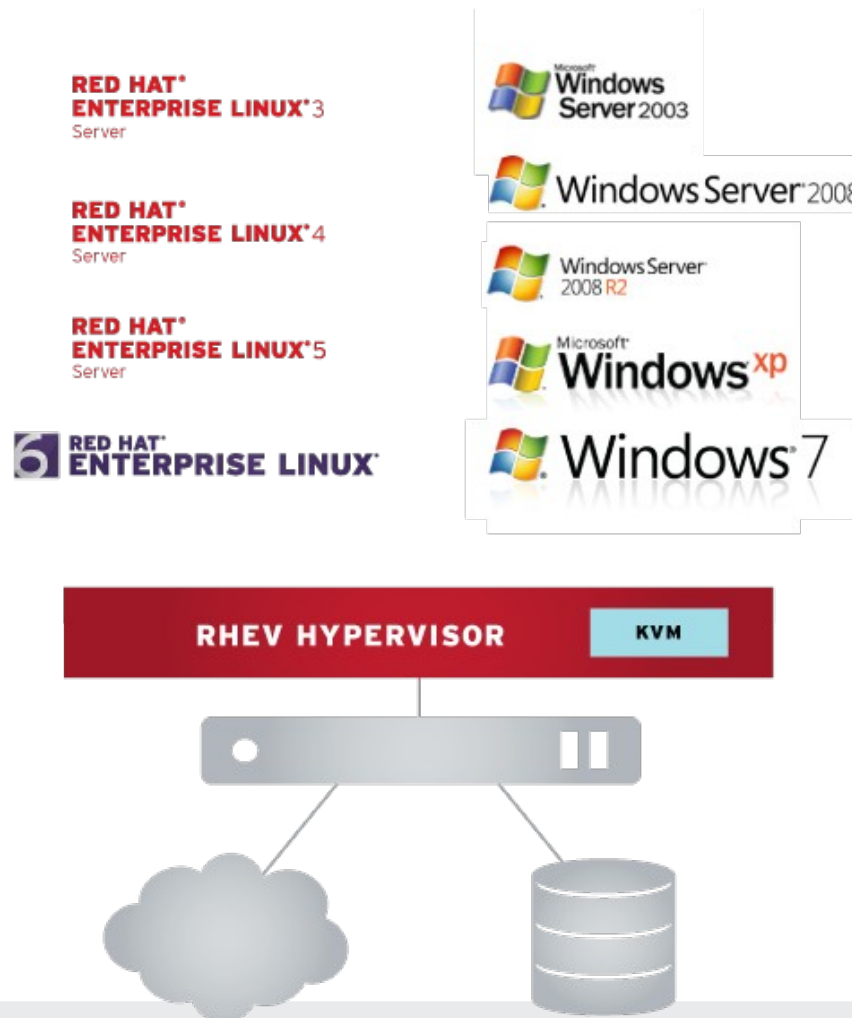 RED HAT®
ENTERPRISE LINUX® 3
Server
RED HAT®
ENTERPRISE LINUX® 4
Server
RED HAT®
ENTERPRISE LINUX® 5
Server
6 RED HAT®
ENTERPRISE LINUX®
Microsoft®
Windows
Server 2003
Windows Server® 2008
Windows Server®
2008 R2
Microsoft®
Windows xp
Windows® 7
RHEV HYPERVISOR
KVM